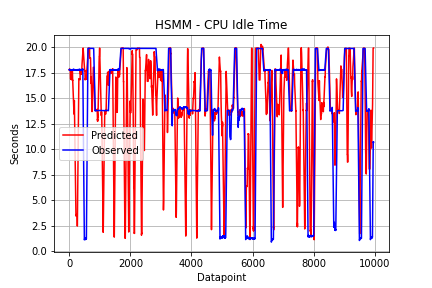 HSMM - CPU Idle Time
20.0
17.5
15.0
12.5
10.0
7.5
5.0
2.5
0.0
Seconds
Predicted
Observed
0 2000 4000 6000 8000 10000
Datapoint